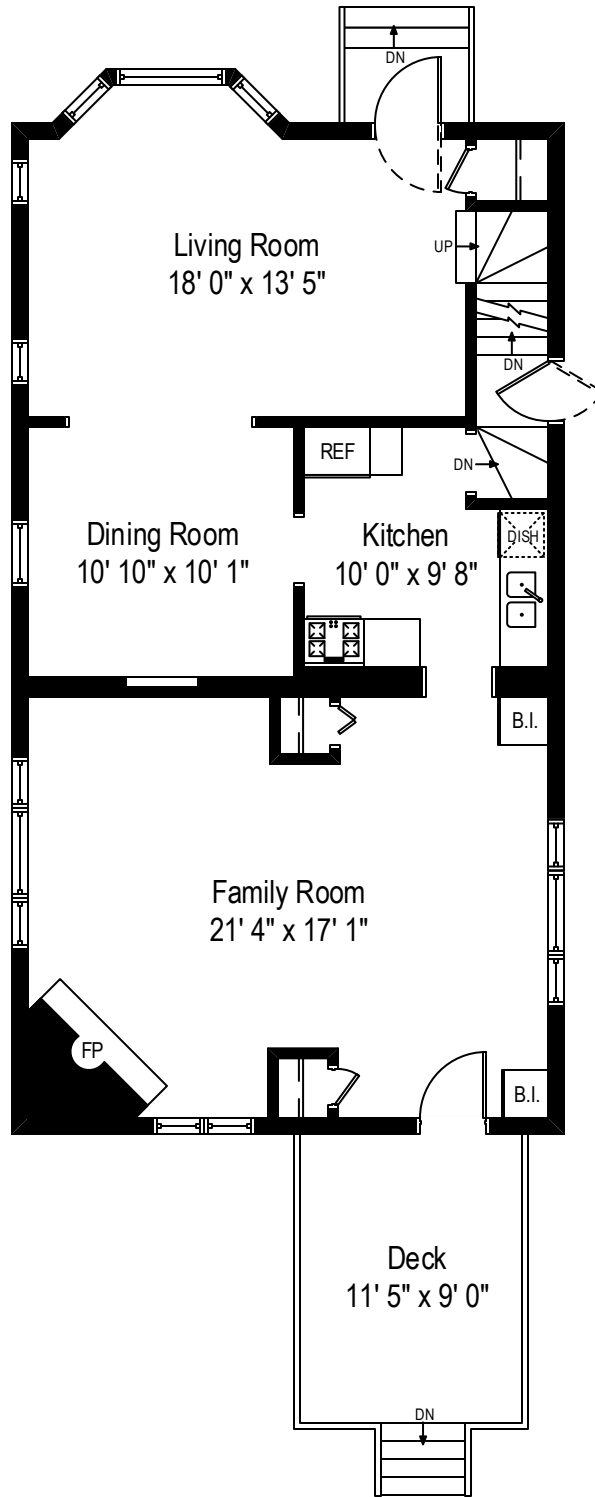 DN
Living Room
18' 0" x 13' 5"
UP
DN
REF
DN
Dining Room
10' 10" x 10' 1"
Kitchen
10' 0" x 9' 8"
DISH
B.I.
Family Room
21' 4" x 17' 1"
FP
B.I.
Deck
11' 5" x 9' 0"
DN